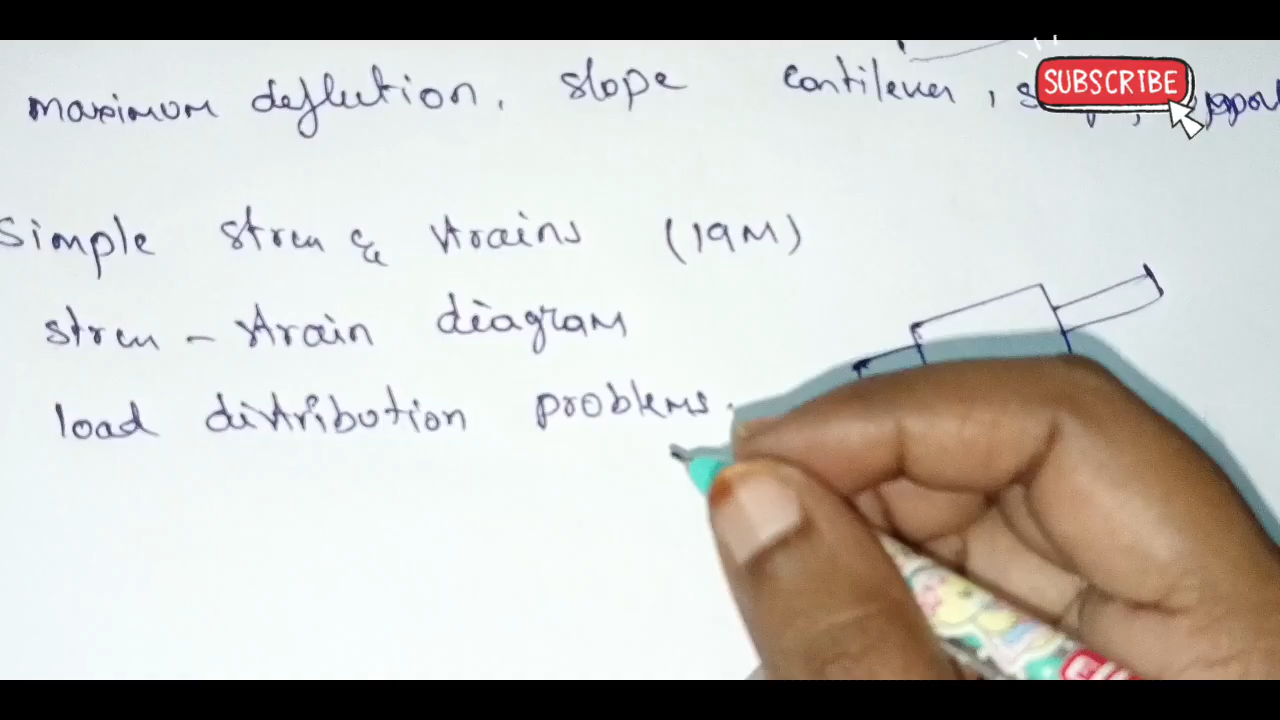 maximum deflection. slope cantilever,
SUBSCRIBE
Simple stress & strains (19M)
stress - strain diagram
load distribution problems.